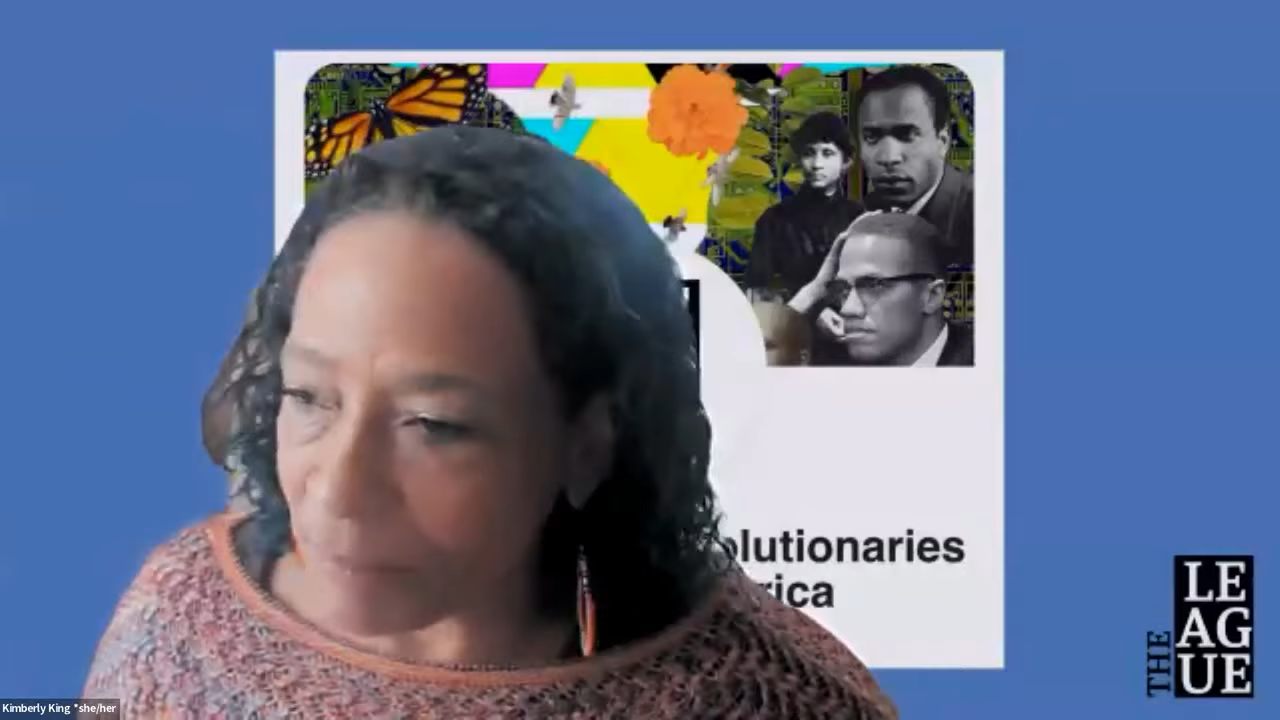 olutionaries
rica
THE
LE
AG
UE
Kimberly King *she/her